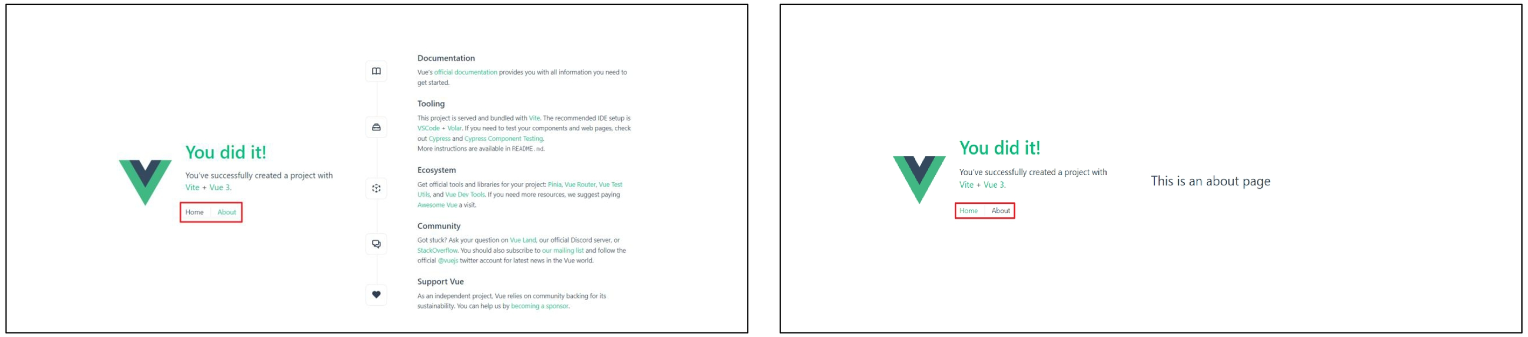 You did it!
You've successfully created a project with
Vite + Vue 3.
Home
About
Documentation
Vue's official documentation provides you with all information you need to
get started.
Tooling
This project is served and bundled with Vite. The recommended IDE setup is
VSCode + Volar. If you need to test your components and web pages, check
out Cypress and Cypress Component Testing.
More instructions are available in README.md.
Ecosystem
Get official tools and libraries for your project: Pinia, Vue Router, Vue Test
Utils, and Vue Dev Tools. If you need more resources, we suggest paying
Awesome Vue a visit.
Community
Got stuck? Ask your question on Vue Land, our official Discord server, or
StackOverflow. You should also subscribe to our mailing list and follow the
official @vuejs twitter account for latest news in the Vue world.
Support Vue
As an independent project, Vue relies on community backing for its
sustainability. You can help us by becoming a sponsor.
You did it!
You've successfully created a project with
Vite + Vue 3.
Home
About
This is an about page